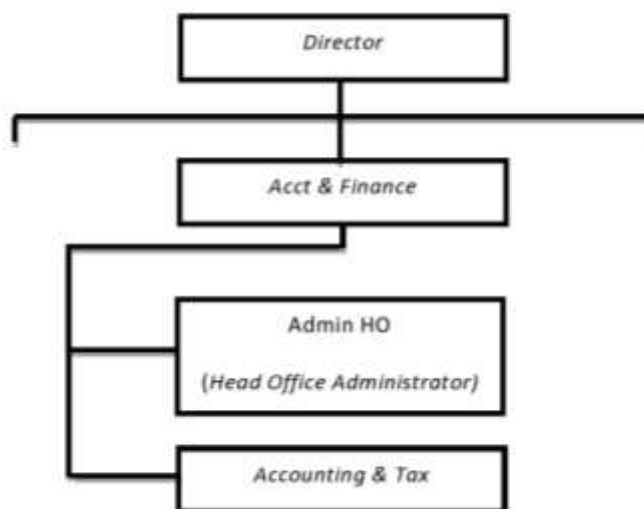 Director
Acct & Finance
Admin HO
(Head Office Administrator)
Accounting & Tax